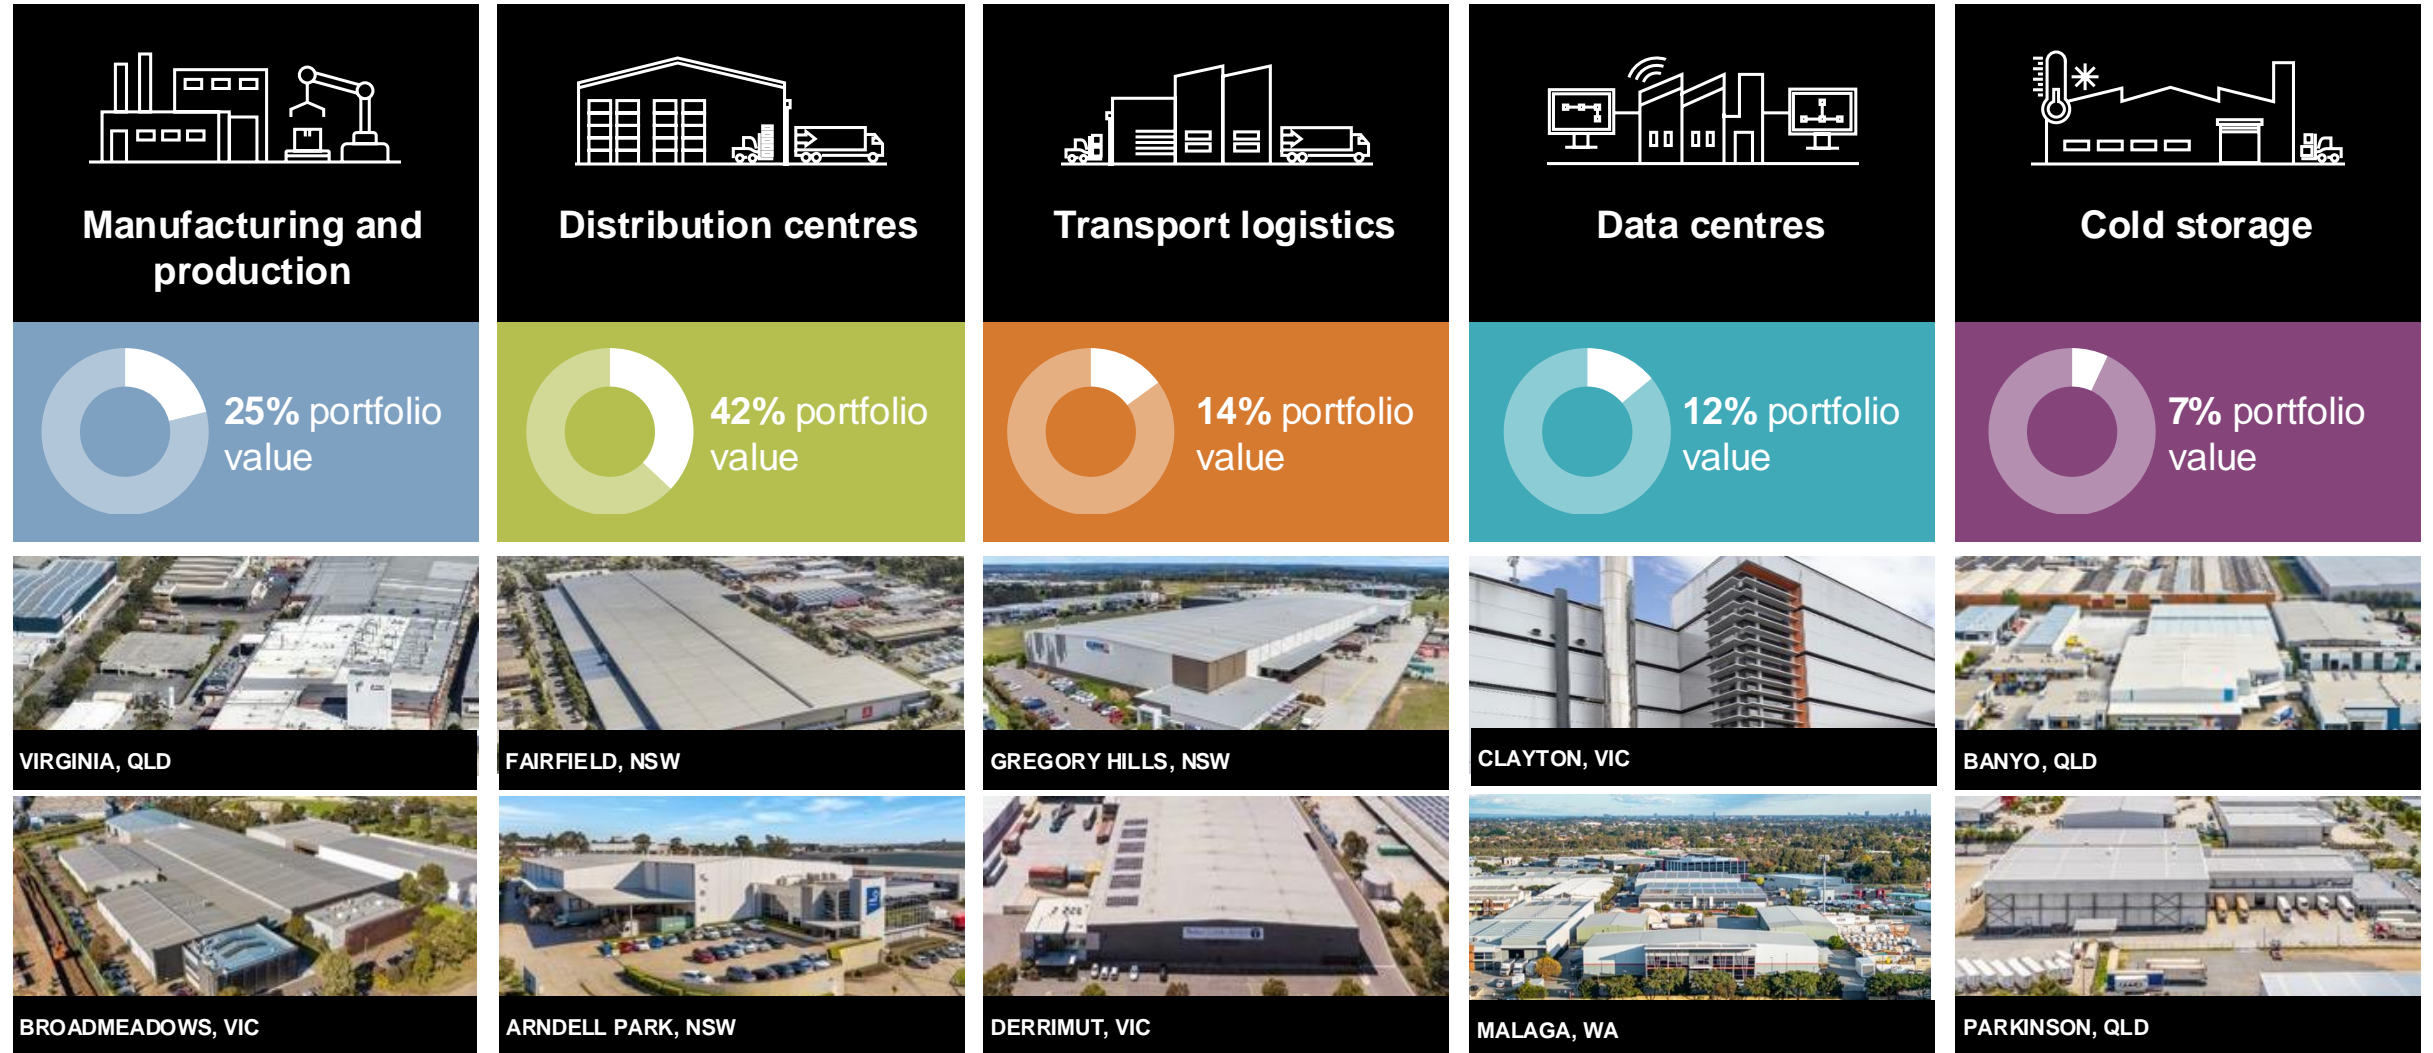 Manufacturing and
production
Distribution centres
Transport logistics
Data centres
Cold storage
25% portfolio
value
42% portfolio
value
14% portfolio
value
12% portfolio
value
7% portfolio
value
VIRGINIA, QLD
FAIRFIELD, NSW
GREGORY HILLS, NSW
CLAYTON, VIC
BANYO, QLD
BROADMEADOWS, VIC
ARNDELL PARK, NSW
DERRIMUT, VIC
MALAGA, WA
PARKINSON, QLD